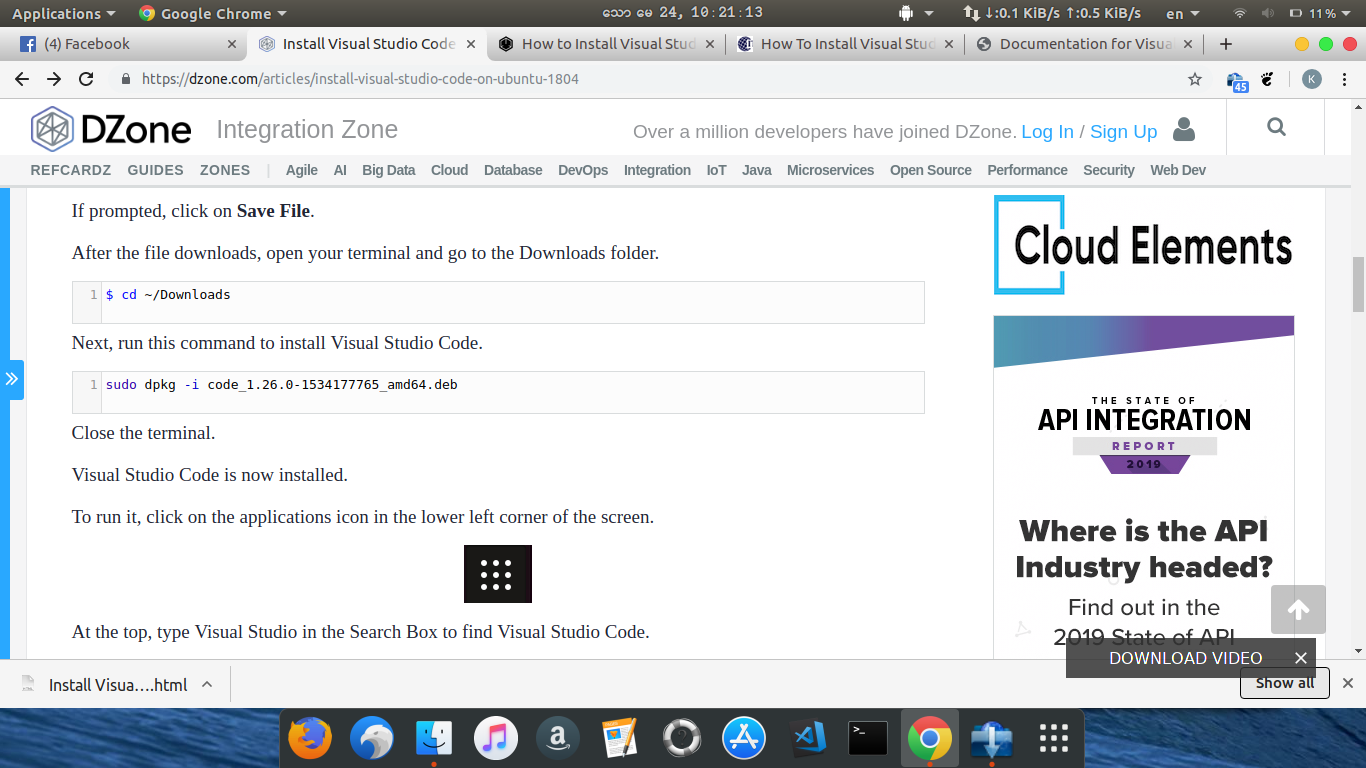 Applications
Google Chrome
သော မေ 24, 10:21:13
↓:0.1 KiB/s ↑:0.5 KiB/s
en
11 %
(4) Facebook
Install Visual Studio Code
How to Install Visual Stud
How To Install Visual Stud
Documentation for Visua
https://dzone.com/articles/install-visual-studio-code-on-ubuntu-1804
45
K
DZone
Integration Zone
Over a million developers have joined DZone. Log In / Sign Up
REFCARDZ GUIDES ZONES | Agile AI Big Data Cloud Database DevOps Integration IoT Java Microservices Open Source Performance Security Web Dev
If prompted, click on Save File.
After the file downloads, open your terminal and go to the Downloads folder.
1 $ cd ~/Downloads
Next, run this command to install Visual Studio Code.
1 sudo dpkg -i code_1.26.0-1534177765_amd64.deb
Close the terminal.
Visual Studio Code is now installed.
To run it, click on the applications icon in the lower left corner of the screen.
At the top, type Visual Studio in the Search Box to find Visual Studio Code.
Cloud Elements
THE STATE OF
API INTEGRATION
REPORT
2019
Where is the API
Industry headed?
Find out in the
2019 State of API
DOWNLOAD VIDEO
Install Visua....html
Show all
a
>_